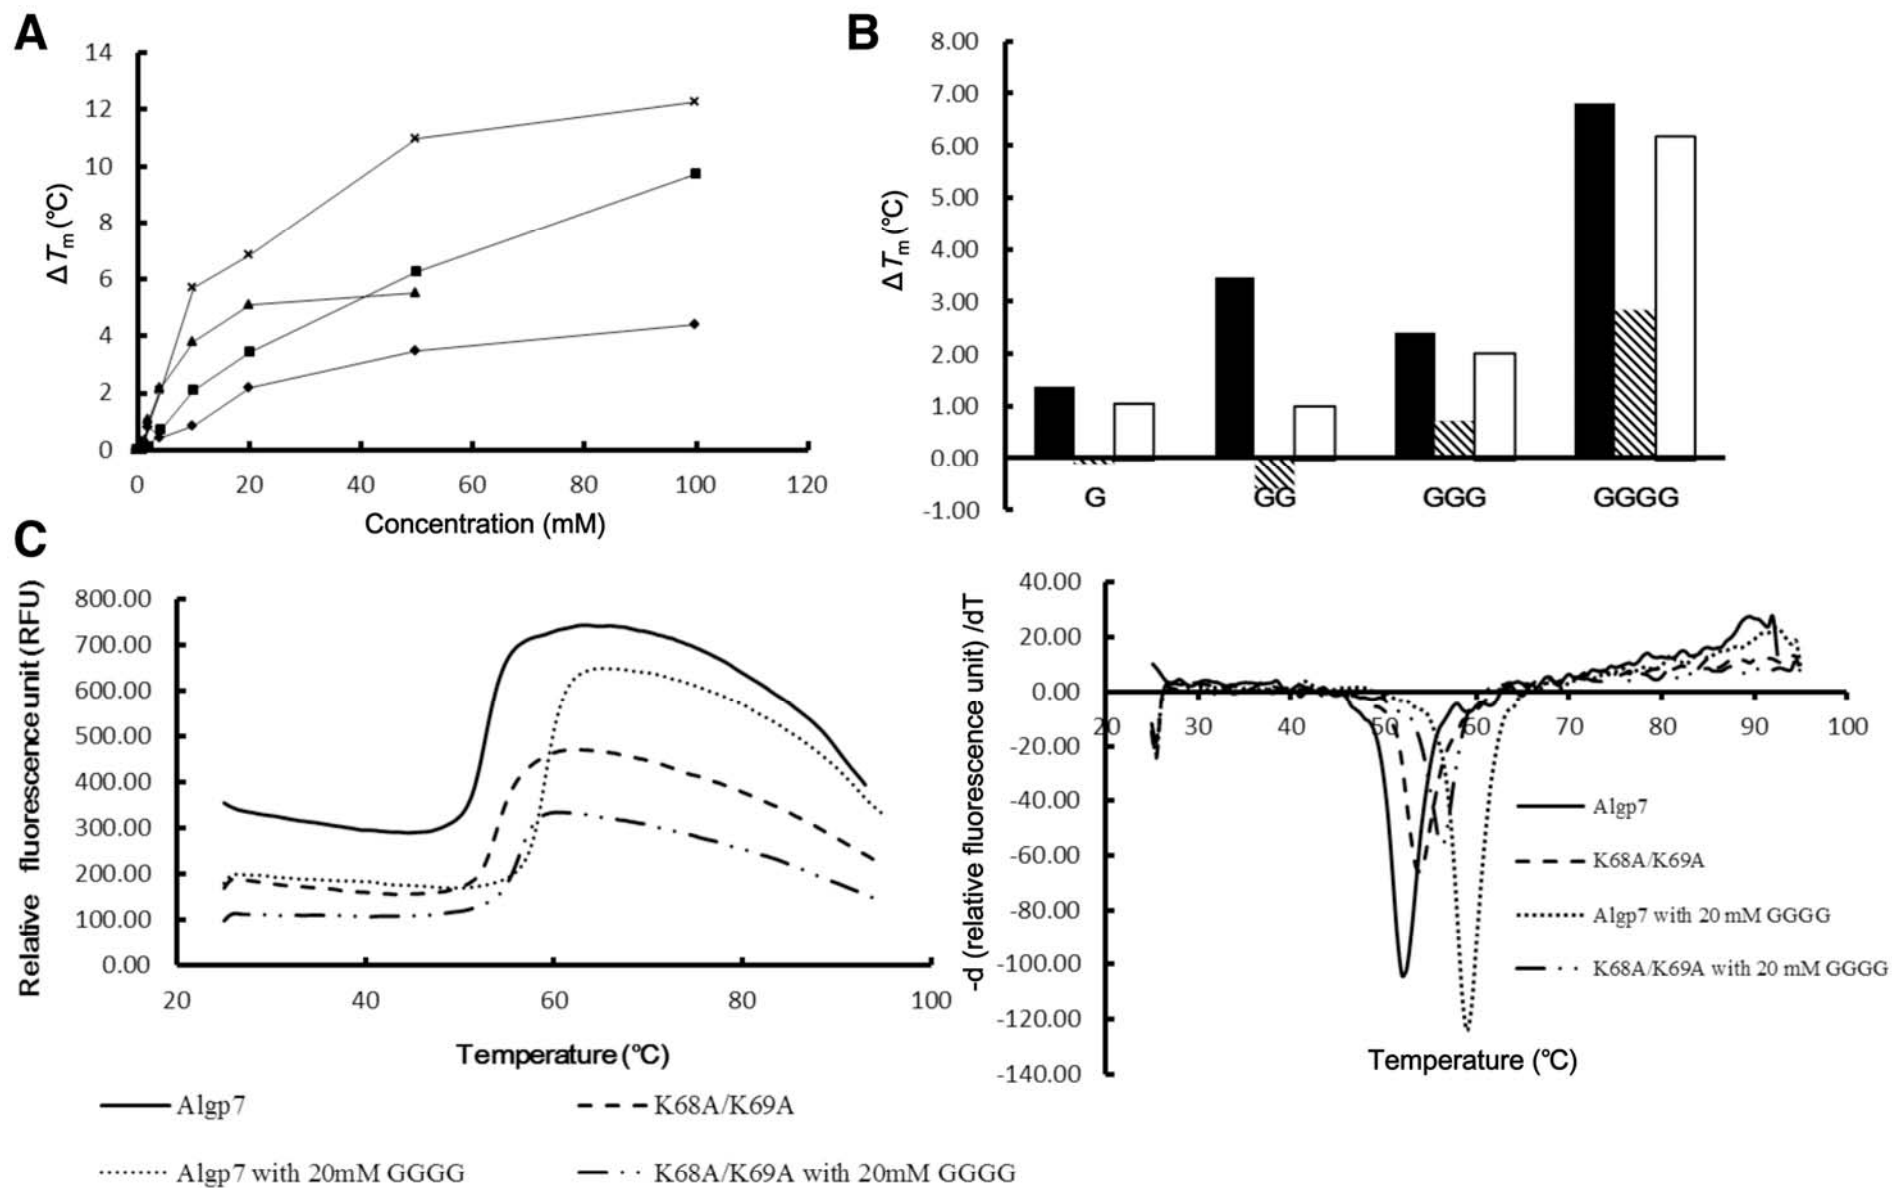 A
14
12
10
8
6
4
2
0
0 20 40 60 80 100 120
ΔTm (°C)
Concentration (mM)
B
8.00
7.00
6.00
5.00
4.00
3.00
2.00
1.00
0.00
-1.00
ΔTm (°C)
G GG GGG GGGG
C
Relative fluorescence unit (RFU)
800.00
700.00
600.00
500.00
400.00
300.00
200.00
100.00
0.00
20 40 60 80 100
Temperature (°C)
Algp7
K68A/K69A
Algp7 with 20mM GGGG
K68A/K69A with 20mM GGGG
-d (relative fluorescence unit) /dT
40.00
20.00
0.00
-20.00
-40.00
-60.00
-80.00
-100.00
-120.00
-140.00
20 30 40 50 60 70 80 90 100
Algp7
K68A/K69A
Algp7 with 20 mM GGGG
K68A/K69A with 20 mM GGGG
Temperature (°C)